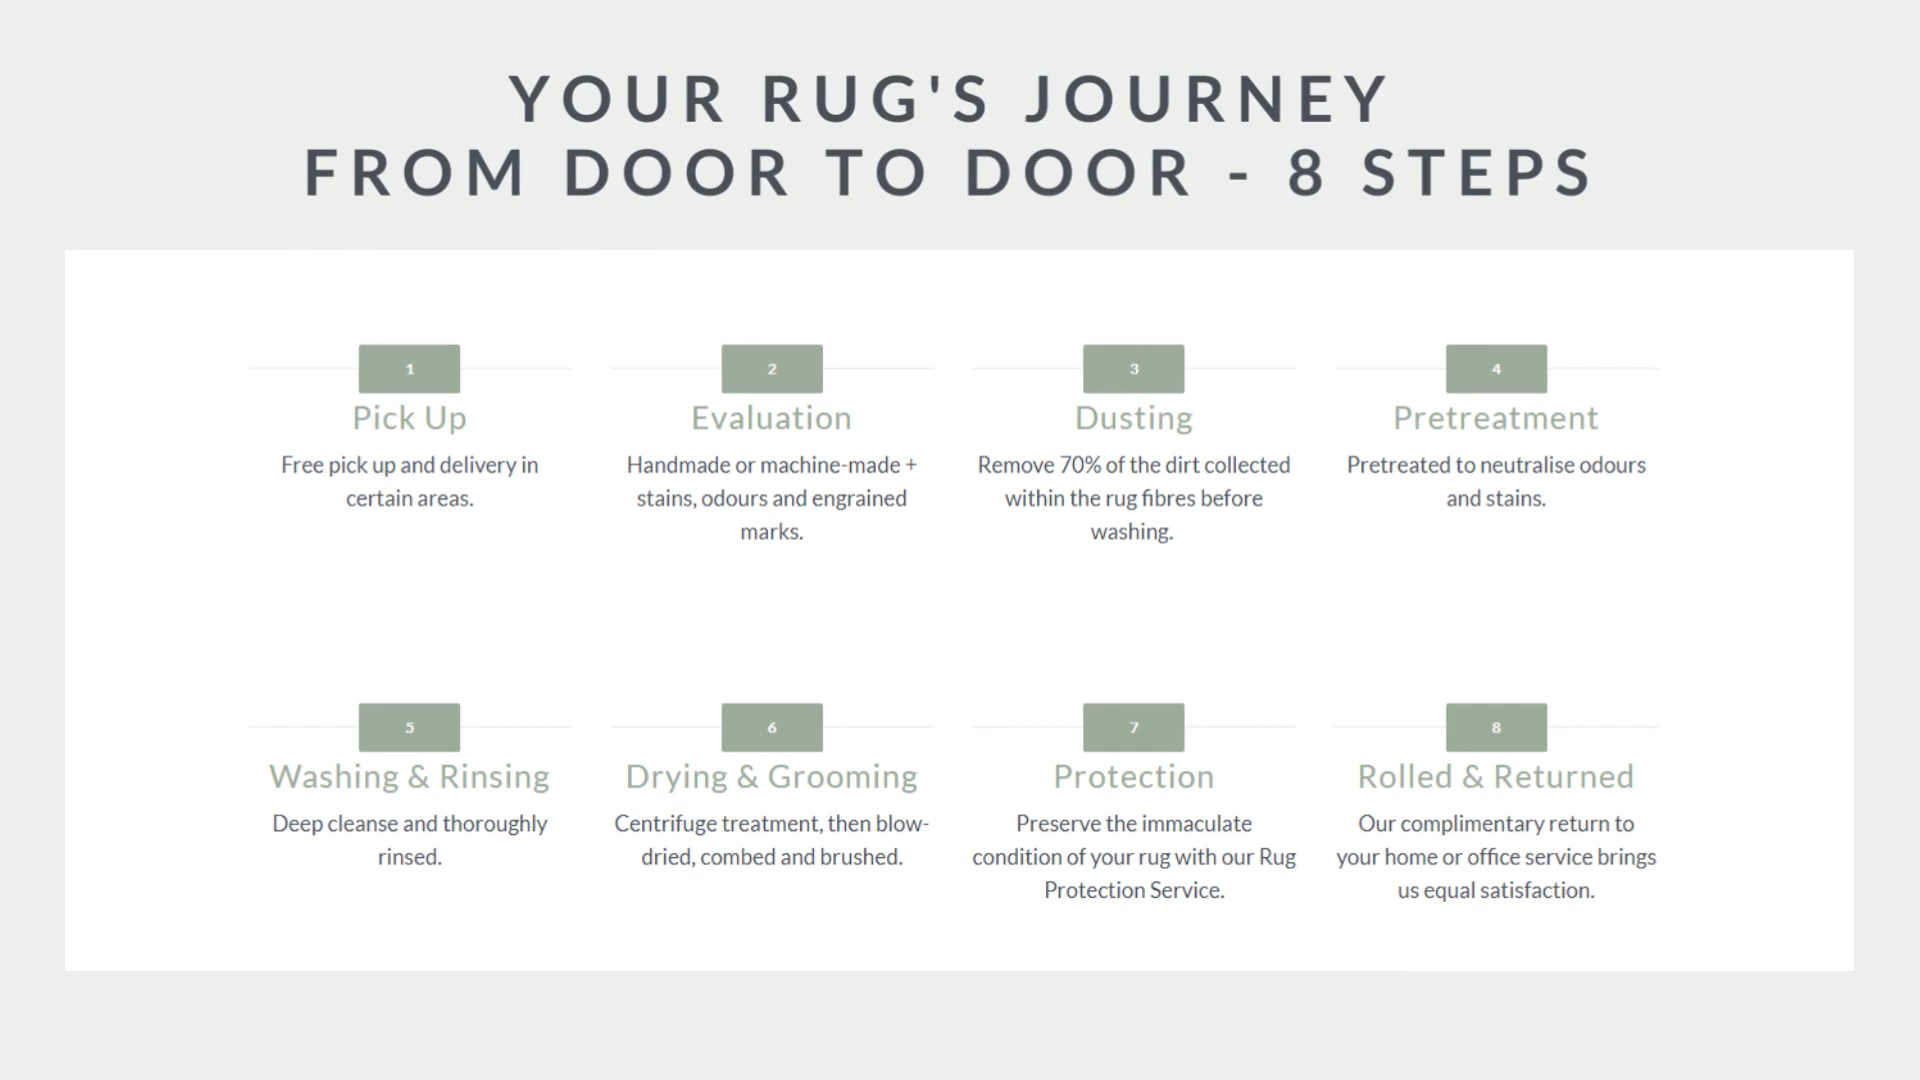 YOUR RUG'S JOURNEY
FROM DOOR TO DOOR - 8 STEPS
1
Pick Up
Free pick up and delivery in
certain areas.
2
Evaluation
Handmade or machine-made +
stains, odours and engrained
marks.
3
Dusting
Remove 70% of the dirt collected
within the rug fibres before
washing.
4
Pretreatment
Pretreated to neutralise odours
and stains.
5
Washing & Rinsing
Deep cleanse and thoroughly
rinsed.
6
Drying & Grooming
Centrifuge treatment, then blow-
dried, combed and brushed.
7
Protection
Preserve the immaculate
condition of your rug with our Rug
Protection Service.
8
Rolled & Returned
Our complimentary return to
your home or office service brings
us equal satisfaction.